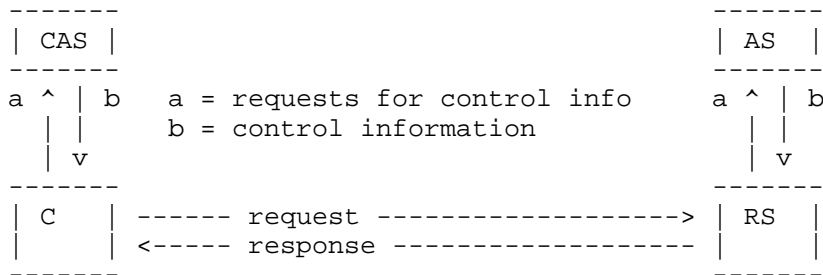 -------                                       -------
| CAS |                                       | AS  |
-------                                       -------
a ^ | b   a = requests for control info     a ^ | b
  | |     b = control information             | |
  | v                                         | v
-------                                       -------
| C   | ------ request -------------------> | RS  |
|     | <----- response ------------------- |     |
-------                                       -------